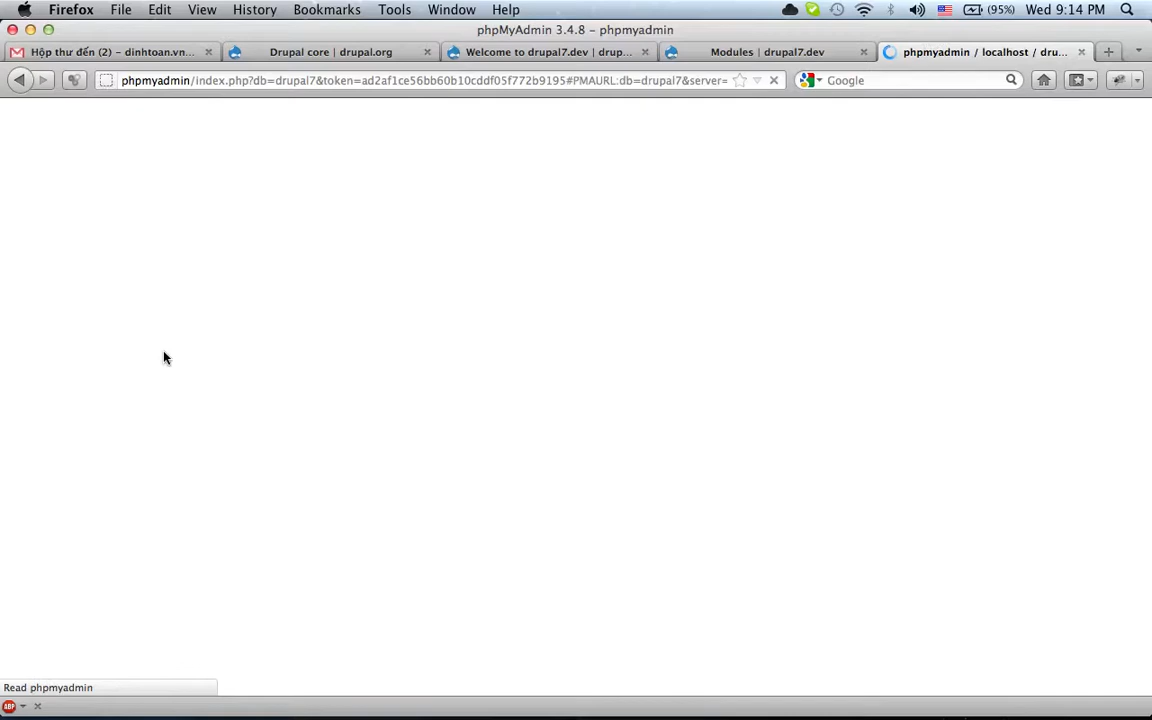 Firefox File Edit View History Bookmarks Tools Window Help (95%) Wed 9:14 PM
phpMyAdmin 3.4.8 – phpmyadmin
Hộp thư đến (2) – dinhtoan.vn... Drupal core | drupal.org Welcome to drupal7.dev | drup... Modules | drupal7.dev phpmyadmin / localhost / dru...
phpmyadmin/index.php?db=drupal7&token=ad2af1ce56bb60b10cddf05f772b9195#PMAURL:db=drupal7&server= Google
Read phpmyadmin
ABP